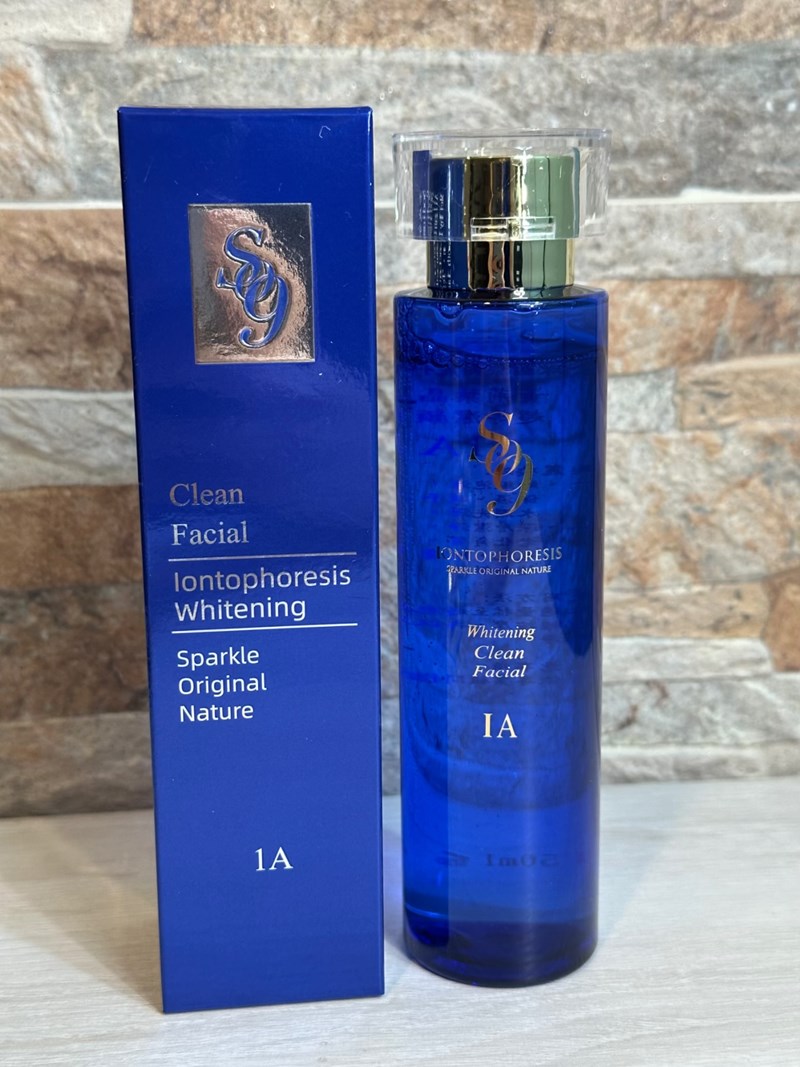 So9
Clean
Facial
Iontophoresis
Whitening
Sparkle
Original
Nature
1A
So9
IONTOPHORESIS
SPARKLE ORIGINAL NATURE
Whitening
Clean
Facial
IA